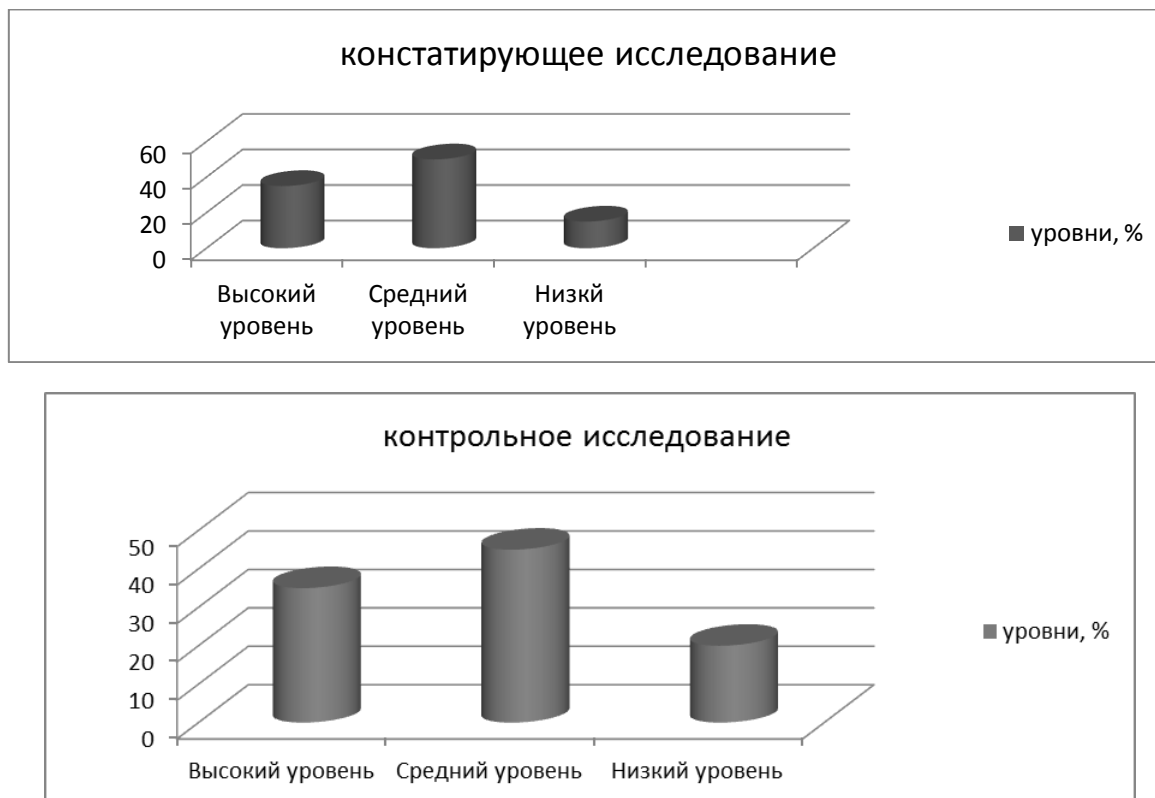 констатирующее исследование
60
40
20
0
Высокий
уровень
Средний
уровень
Низкй
уровень
■ уровни, %
контрольное исследование
50
40
30
20
10
0
Высокий уровень
Средний уровень
Низкий уровень
■ уровни, %